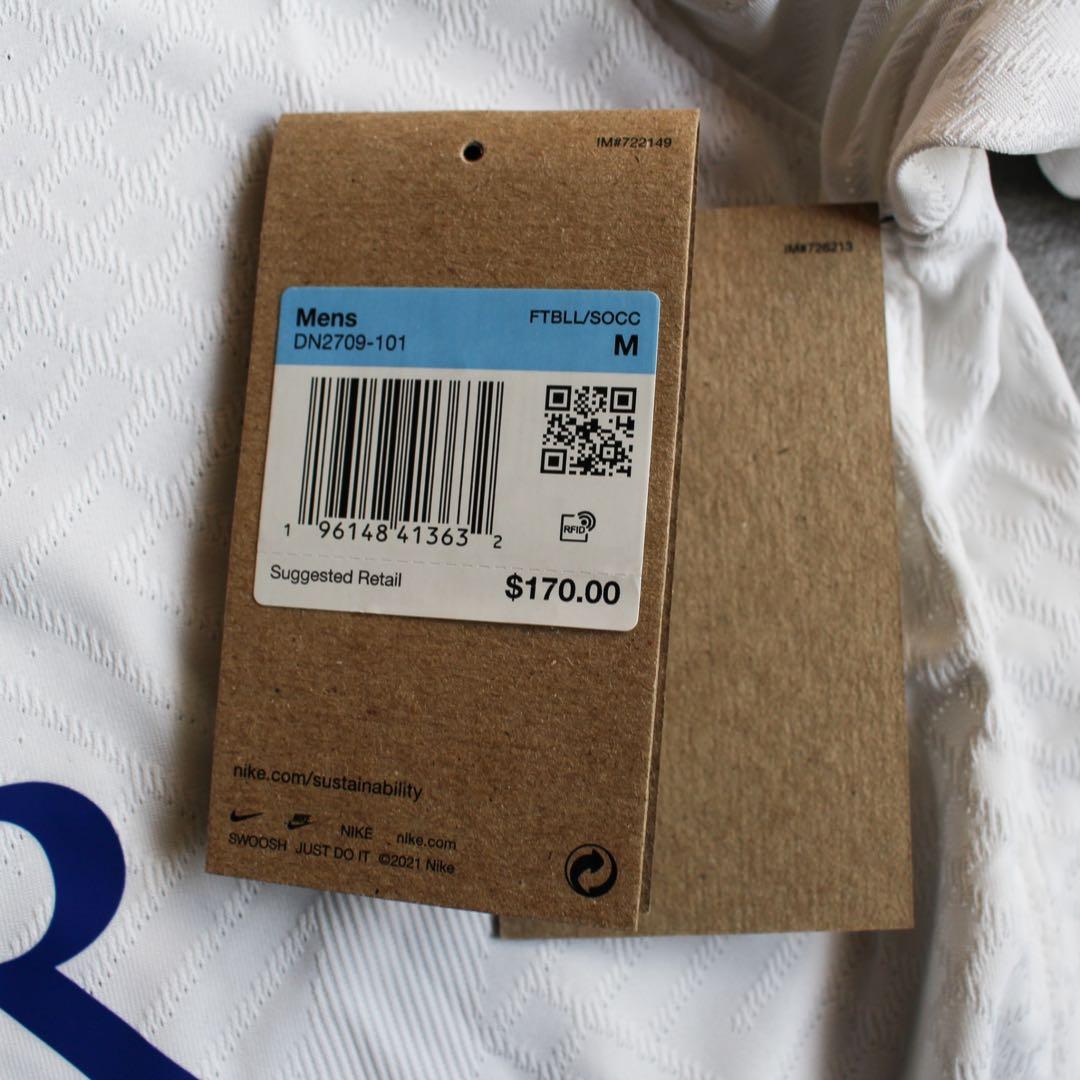 IM#722149
IM#726213
Mens FTBLL/SOCC
DN2709-101 M
RFID
1 96148 41363 2
Suggested Retail $170.00
nike.com/sustainability
NIKE nike.com
SWOOSH JUST DO IT ©2021 Nike
R